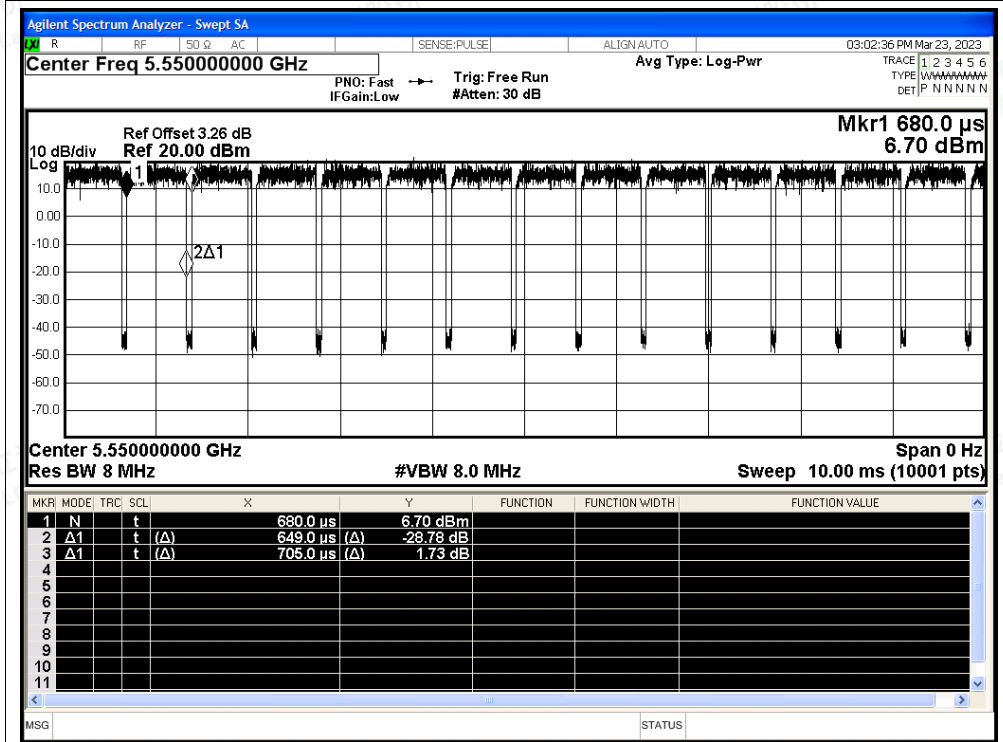 Agilent Spectrum Analyzer - Swept SA
LXI R RF 50 Ω AC SENSE:PULSE ALIGN AUTO 03:02:36 PM Mar 23, 2023
Center Freq 5.550000000 GHz
PNO: Fast
IFGain:Low
Trig: Free Run
#Atten: 30 dB
Avg Type: Log-Pwr
TRACE 1 2 3 4 5 6
TYPE WWWWWW
DET P N N N N N
Mkr1 680.0 µs
6.70 dBm
Ref Offset 3.26 dB
10 dB/div Ref 20.00 dBm
Log
1
10.0
0.00
-10.0
2Δ1
-20.0
-30.0
-40.0
-50.0
-60.0
-70.0
Center 5.550000000 GHz Span 0 Hz
Res BW 8 MHz #VBW 8.0 MHz Sweep 10.00 ms (10001 pts)
MKR MODE TRC SCL X Y FUNCTION FUNCTION WIDTH FUNCTION VALUE
1 N t 680.0 µs 6.70 dBm
2 Δ1 t (Δ) 649.0 µs (Δ) -28.78 dB
3 Δ1 t (Δ) 705.0 µs (Δ) 1.73 dB
4
5
6
7
8
9
10
11
MSG STATUS